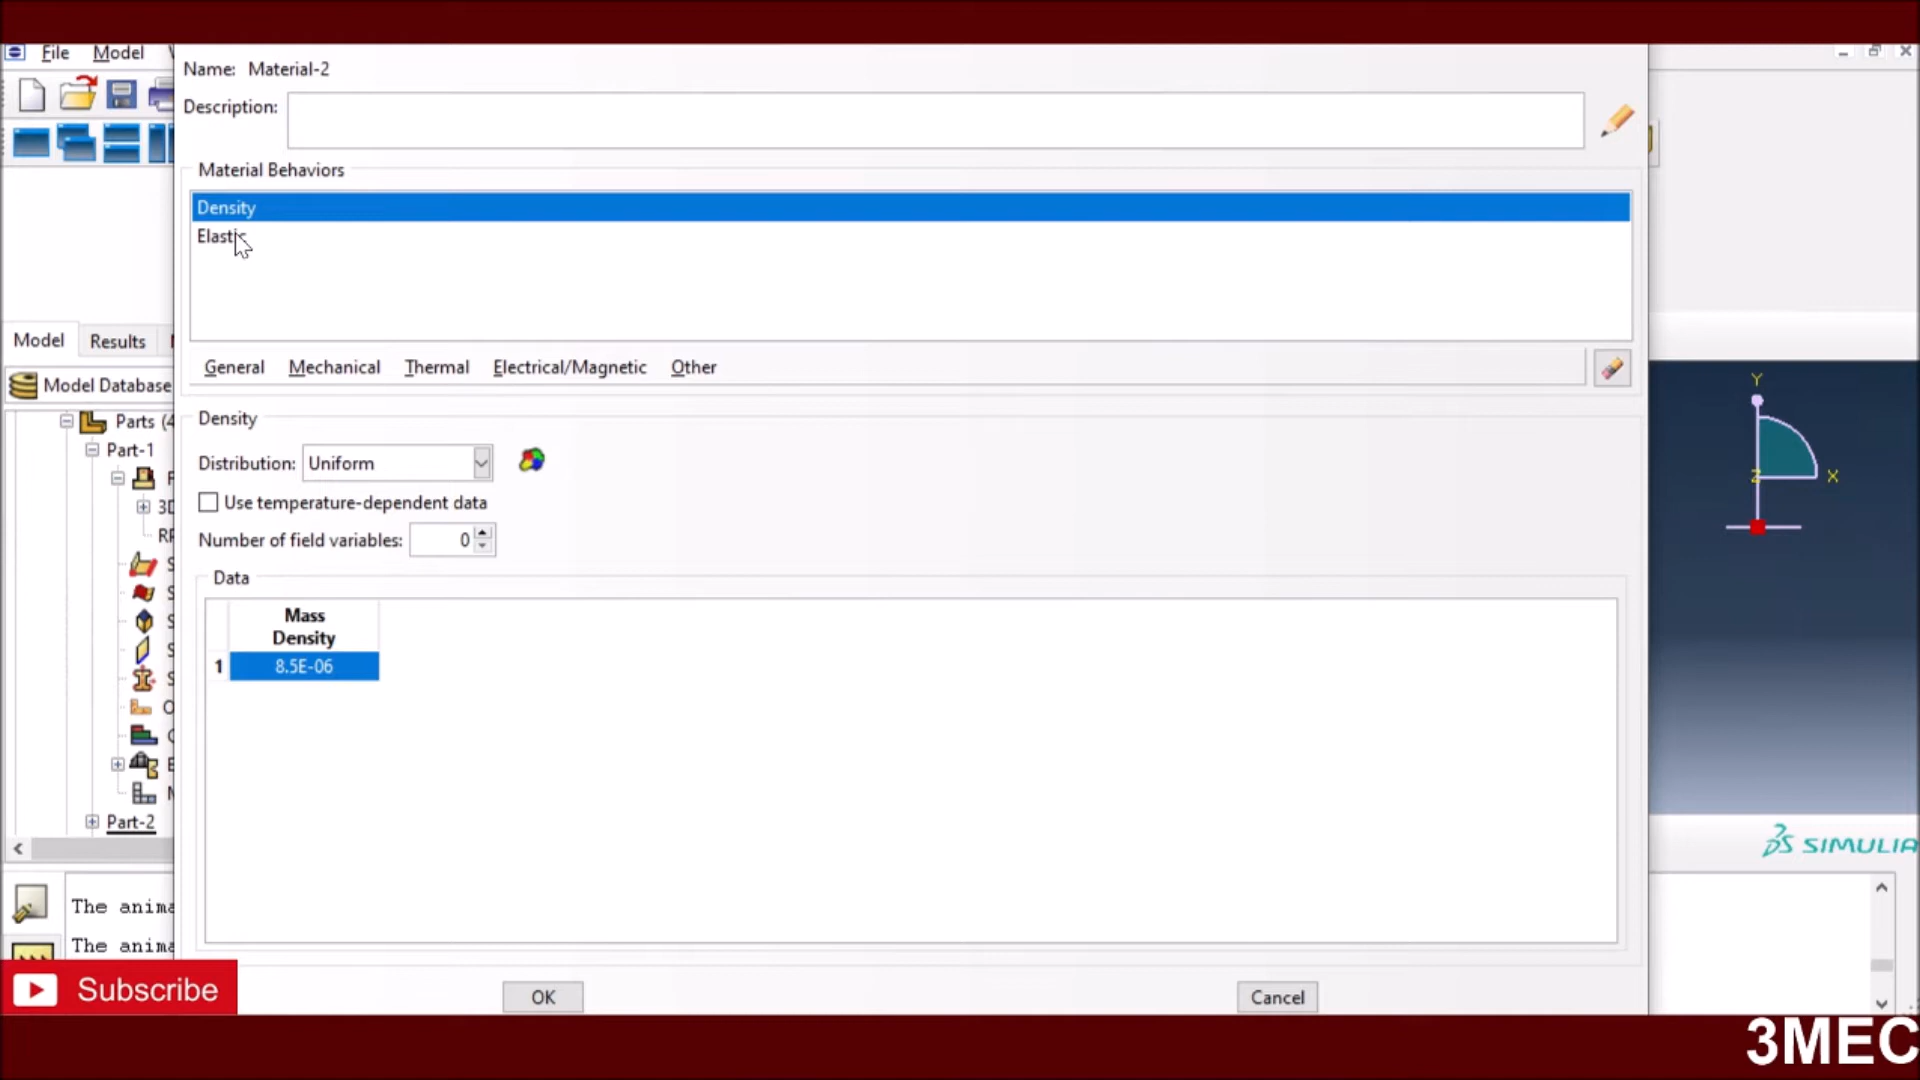 File Model
Name: Material-2
Description:
Material Behaviors
Density
Elastic
General Mechanical Thermal Electrical/Magnetic Other
Model Results
Model Database
Parts (4
Part-1
Part-2
Density
Distribution: Uniform
Use temperature-dependent data
Number of field variables: 0
Data
Mass
Density
1 8.5E-06
Y
Z X
SIMULIA
The anima
The anima
Subscribe
OK Cancel
3MEC